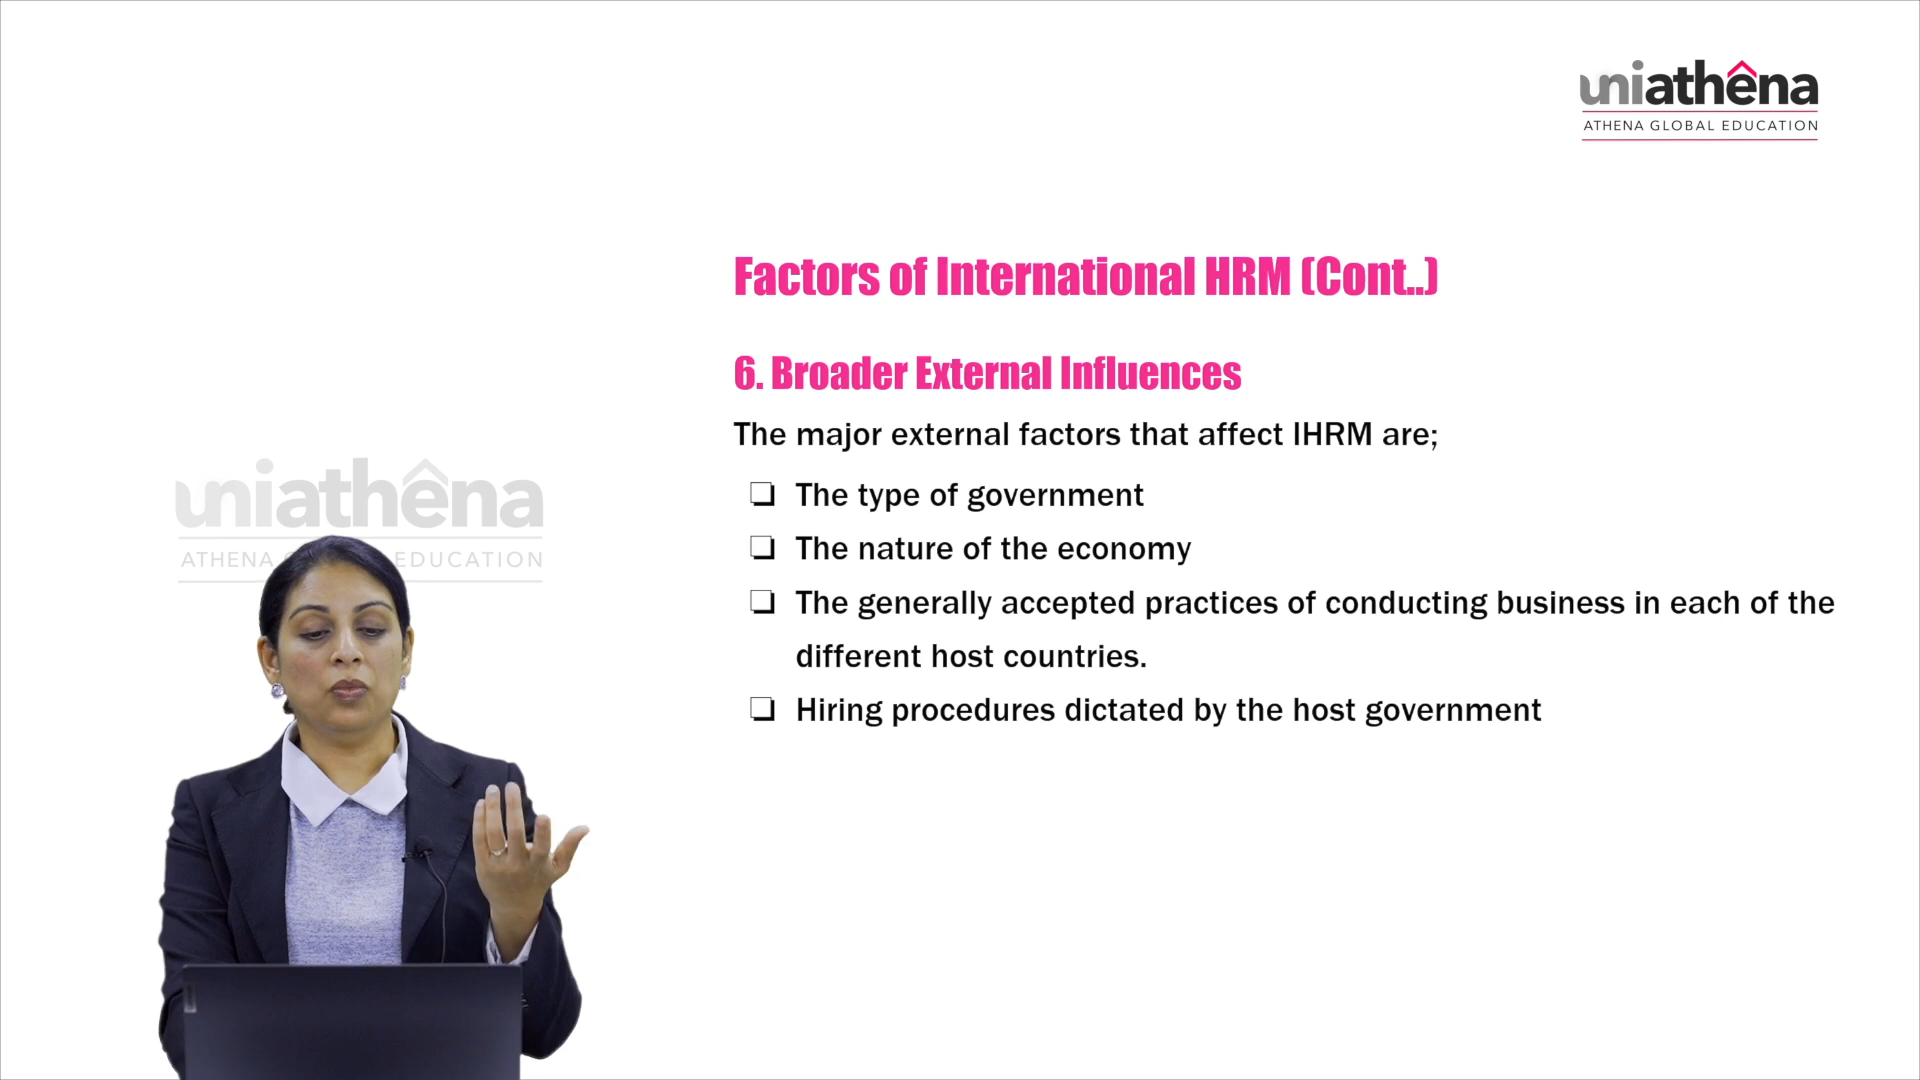 uniathena
ATHENA GLOBAL EDUCATION
Factors of International HRM (Cont..)
6. Broader External Influences
The major external factors that affect IHRM are;
❏ The type of government
❏ The nature of the economy
❏ The generally accepted practices of conducting business in each of the
different host countries.
❏ Hiring procedures dictated by the host government
uniathena
ATHENA EDUCATION